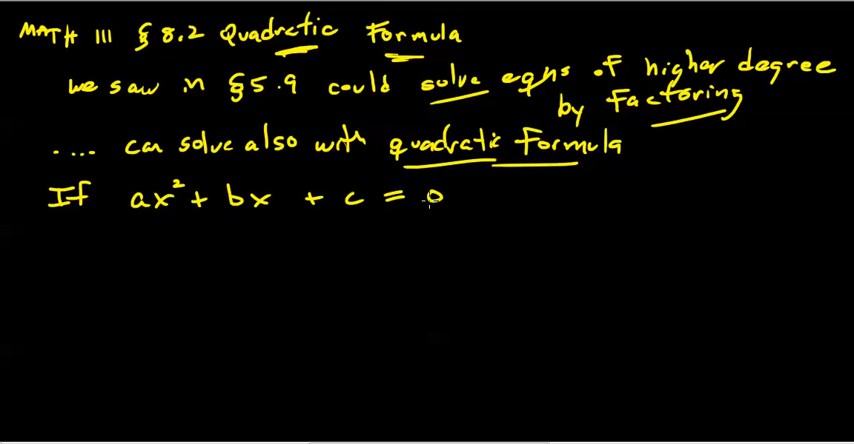 MATH 111 § 8.2 Quadratic Formula
we saw in § 5.9 could solve eqns of higher degree
by Factoring
..... can solve also with quadratic Formula
If ax² + bx + c = 0